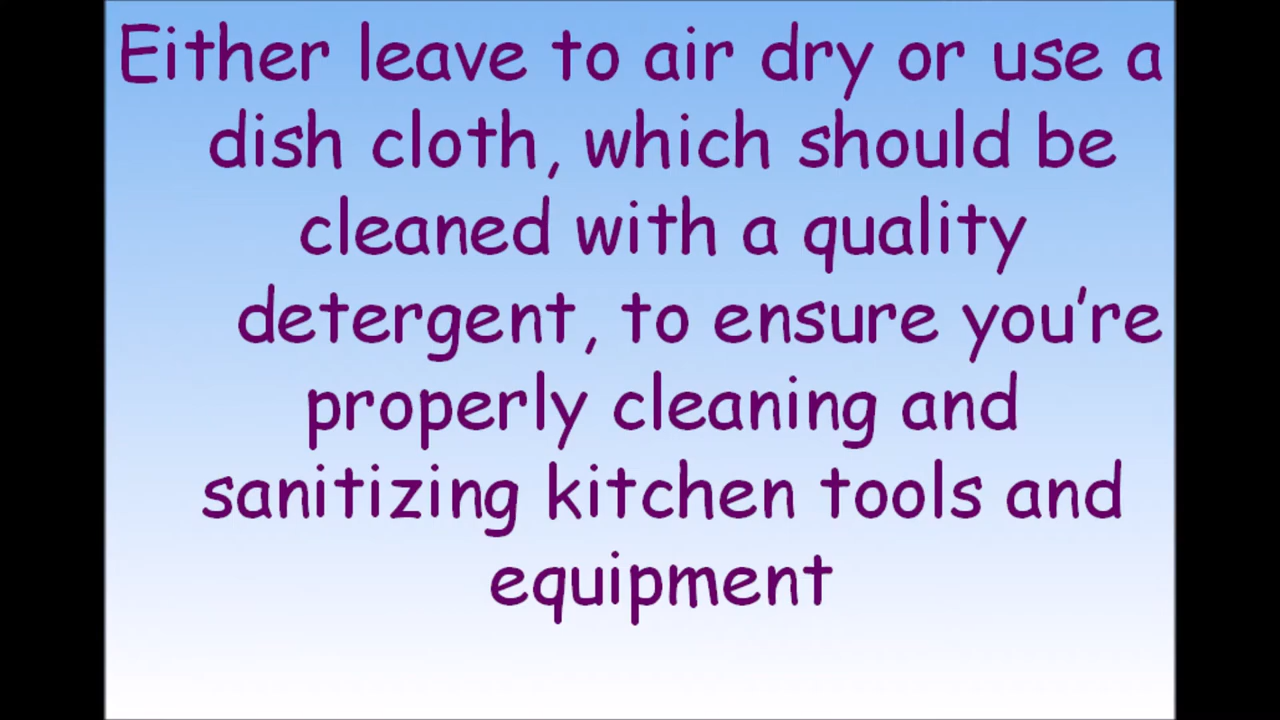 Either leave to air dry or use a
dish cloth, which should be
cleaned with a quality
detergent, to ensure you’re
properly cleaning and
sanitizing kitchen tools and
equipment